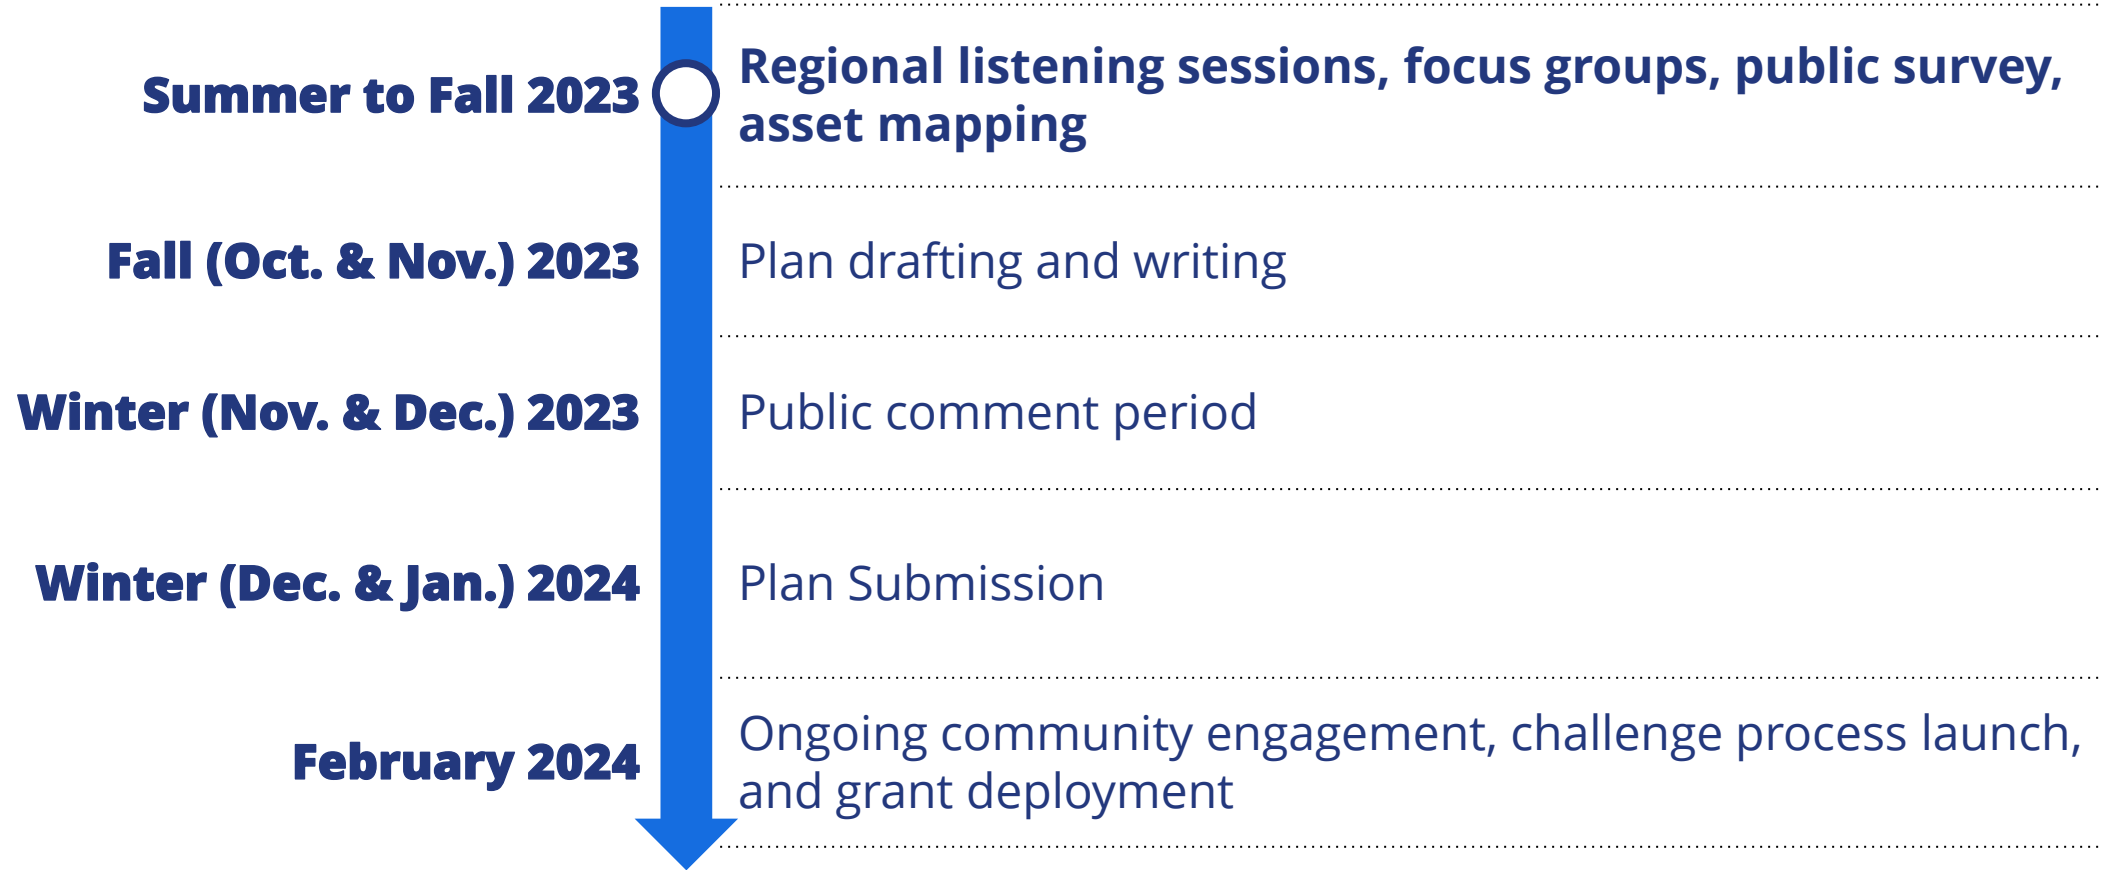 Summer to Fall 2023
Regional listening sessions, focus groups, public survey,
asset mapping
Fall (Oct. & Nov.) 2023
Plan drafting and writing
Winter (Nov. & Dec.) 2023
Public comment period
Winter (Dec. & Jan.) 2024
Plan Submission
February 2024
Ongoing community engagement, challenge process launch,
and grant deployment